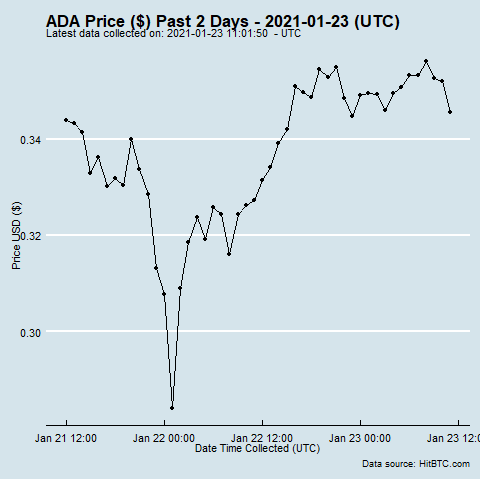 ADA Price ($) Past 2 Days - 2021-01-23 (UTC)
Latest data collected on: 2021-01-23 11:01:50  - UTC
Price USD ($)
0.34
0.32
0.30
Jan 21 12:00
Jan 22 00:00
Jan 22 12:00
Jan 23 00:00
Jan 23 12:00
Date Time Collected (UTC)
Data source: HitBTC.com